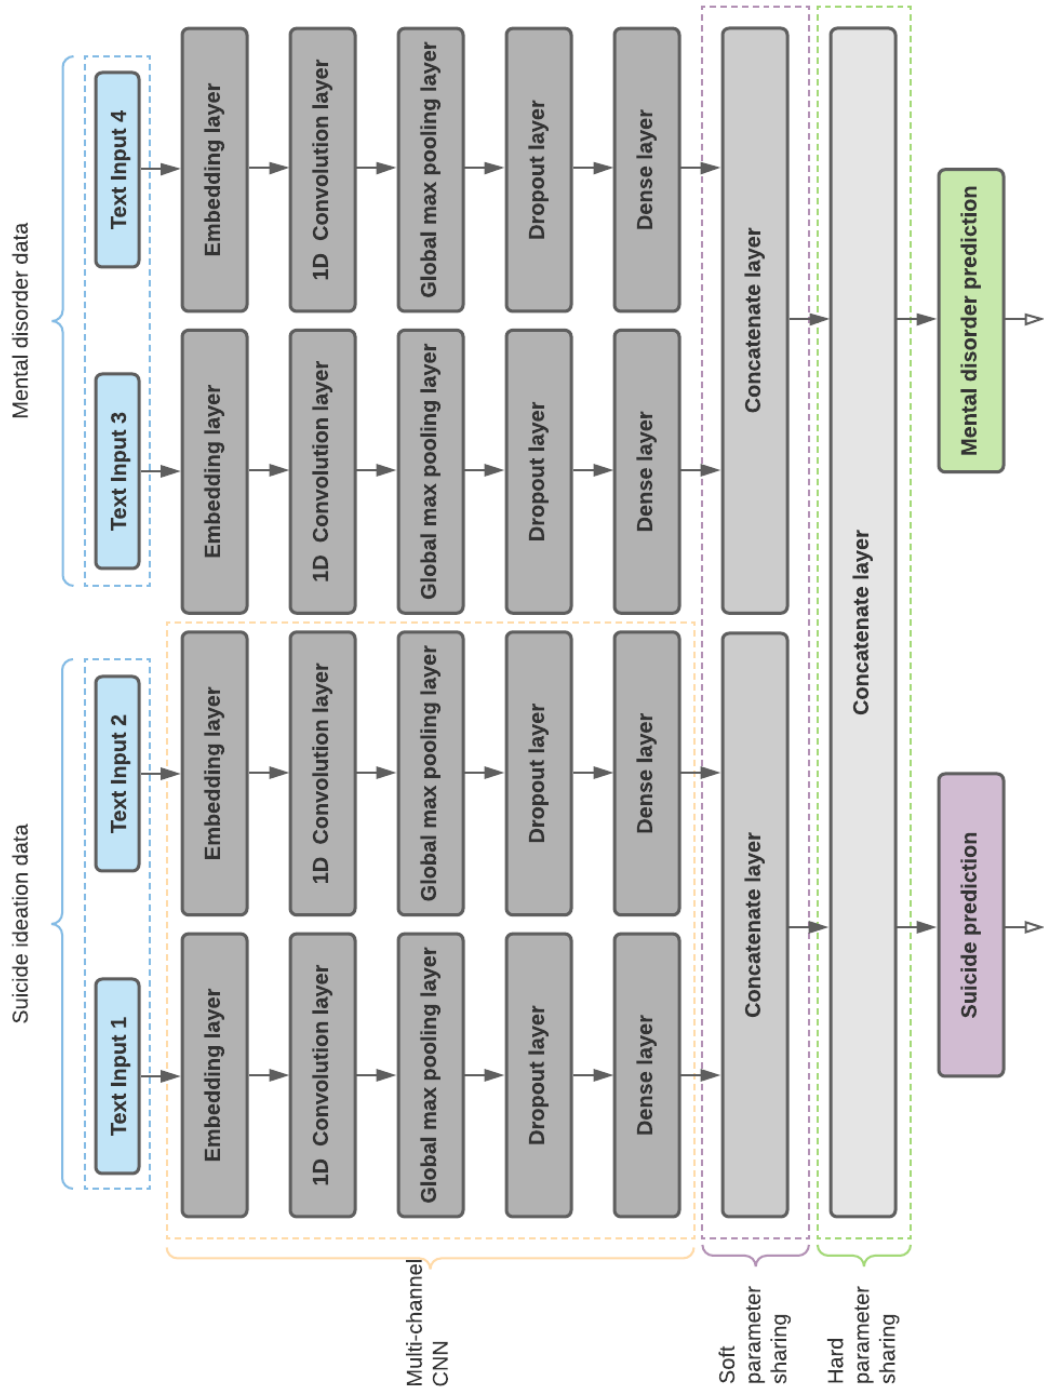 Suicide ideation data
Mental disorder data
Text Input 1
Text Input 2
Text Input 3
Text Input 4
Embedding layer
Embedding layer
Embedding layer
Embedding layer
1D Convolution layer
1D Convolution layer
1D Convolution layer
1D Convolution layer
Multi-channel
CNN
Global max pooling layer
Global max pooling layer
Global max pooling layer
Global max pooling layer
Dropout layer
Dropout layer
Dropout layer
Dropout layer
Dense layer
Dense layer
Dense layer
Dense layer
Soft
parameter
sharing
Concatenate layer
Concatenate layer
Hard
parameter
sharing
Concatenate layer
Suicide prediction
Mental disorder prediction